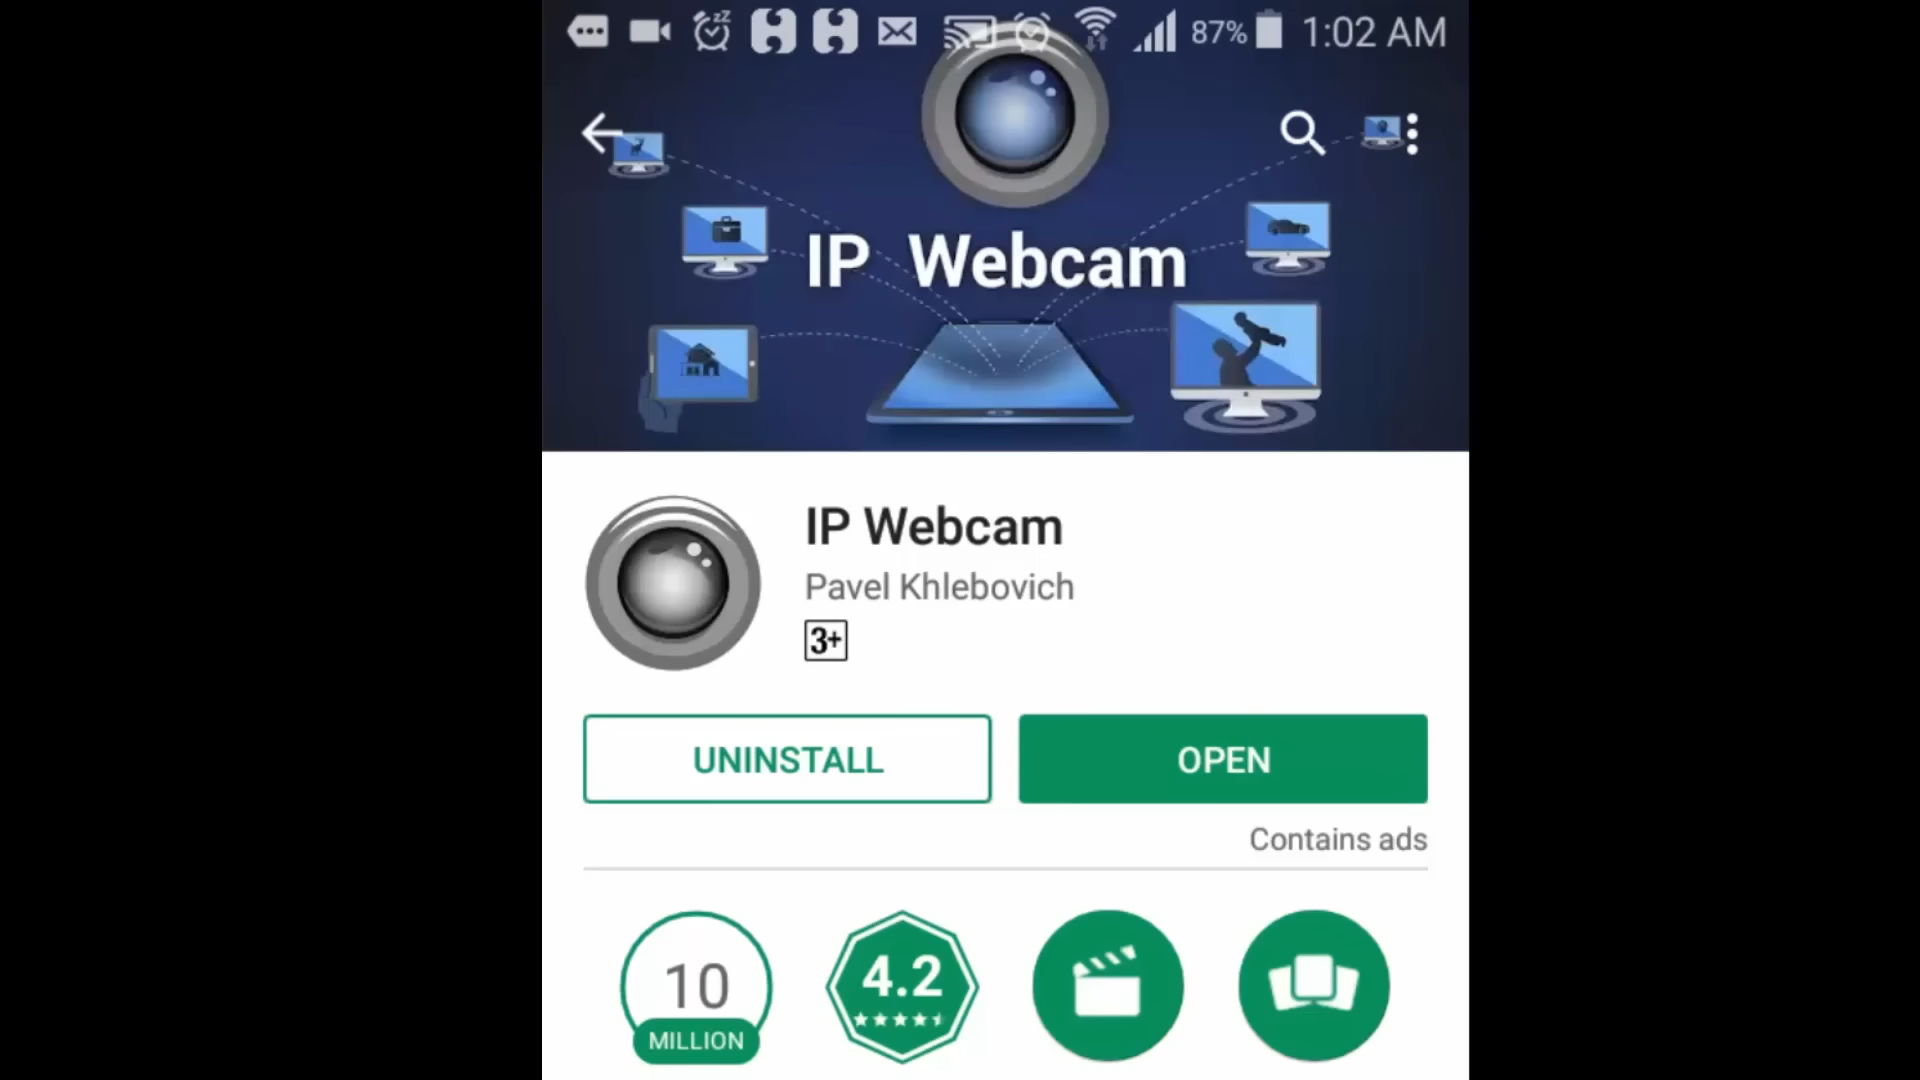 87% 1:02 AM
IP Webcam
IP Webcam
Pavel Khlebovich
3+
UNINSTALL
OPEN
Contains ads
10
MILLION
4.2